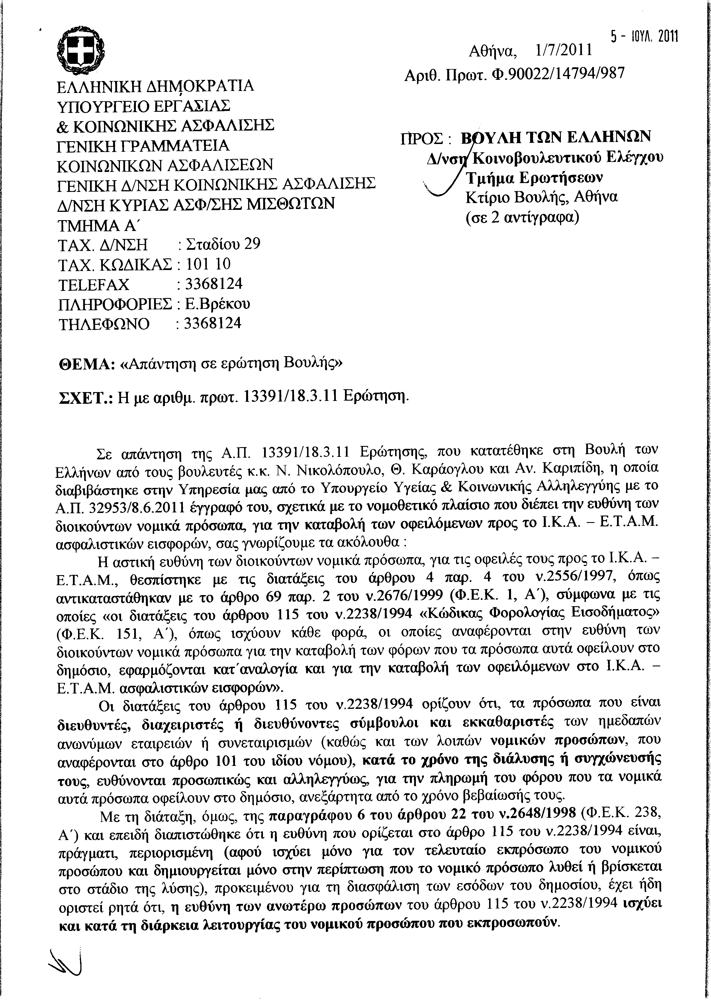 5 - ΙΟΥΛ. 2011
Αθήνα, 1/7/2011
Αριθ. Πρωτ. Φ.90022/14794/987
ΕΛΛΗΝΙΚΗ ΔΗΜΟΚΡΑΤΙΑ
ΥΠΟΥΡΓΕΙΟ ΕΡΓΑΣΙΑΣ
& ΚΟΙΝΩΝΙΚΗΣ ΑΣΦΑΛΙΣΗΣ
ΓΕΝΙΚΗ ΓΡΑΜΜΑΤΕΙΑ
ΚΟΙΝΩΝΙΚΩΝ ΑΣΦΑΛΙΣΕΩΝ
ΓΕΝΙΚΗ Δ/ΝΣΗ ΚΟΙΝΩΝΙΚΗΣ ΑΣΦΑΛΙΣΗΣ
Δ/ΝΣΗ ΚΥΡΙΑΣ ΑΣΦ/ΣΗΣ ΜΙΣΘΩΤΩΝ
ΤΜΗΜΑ Α΄
ΤΑΧ. Δ/ΝΣΗ : Σταδίου 29
ΤΑΧ. ΚΩΔΙΚΑΣ : 101 10
TELEFAX : 3368124
ΠΛΗΡΟΦΟΡΙΕΣ : Ε.Βρέκου
ΤΗΛΕΦΩΝΟ : 3368124
ΠΡΟΣ : ΒΟΥΛΗ ΤΩΝ ΕΛΛΗΝΩΝ
Δ/νση Κοινοβουλευτικού Ελέγχου
Τμήμα Ερωτήσεων
Κτίριο Βουλής, Αθήνα
(σε 2 αντίγραφα)
ΘΕΜΑ: «Απάντηση σε ερώτηση Βουλής»
ΣΧΕΤ.: Η με αριθμ. πρωτ. 13391/18.3.11 Ερώτηση.
Σε απάντηση της Α.Π. 13391/18.3.11 Ερώτησης, που κατατέθηκε στη Βουλή των
Ελλήνων από τους βουλευτές κ.κ. Ν. Νικολόπουλο, Θ. Καράογλου και Αν. Καριπίδη, η οποία
διαβιβάστηκε στην Υπηρεσία μας από το Υπουργείο Υγείας & Κοινωνικής Αλληλεγγύης με το
Α.Π. 32953/8.6.2011 έγγραφό του, σχετικά με το νομοθετικό πλαίσιο που διέπει την ευθύνη των
διοικούντων νομικά πρόσωπα, για την καταβολή των οφειλόμενων προς το Ι.Κ.Α. – Ε.Τ.Α.Μ.
ασφαλιστικών εισφορών, σας γνωρίζουμε τα ακόλουθα :
Η αστική ευθύνη των διοικούντων νομικά πρόσωπα, για τις οφειλές τους προς το Ι.Κ.Α. –
Ε.Τ.Α.Μ., θεσπίστηκε με τις διατάξεις του άρθρου 4 παρ. 4 του ν.2556/1997, όπως
αντικαταστάθηκαν με το άρθρο 69 παρ. 2 του ν.2676/1999 (Φ.Ε.Κ. 1, Α΄), σύμφωνα με τις
οποίες «οι διατάξεις του άρθρου 115 του ν.2238/1994 «Κώδικας Φορολογίας Εισοδήματος»
(Φ.Ε.Κ. 151, Α΄), όπως ισχύουν κάθε φορά, οι οποίες αναφέρονται στην ευθύνη των
διοικούντων νομικά πρόσωπα για την καταβολή των φόρων που τα πρόσωπα αυτά οφείλουν στο
δημόσιο, εφαρμόζονται κατ΄αναλογία και για την καταβολή των οφειλόμενων στο Ι.Κ.Α. –
Ε.Τ.Α.Μ. ασφαλιστικών εισφορών».
Οι διατάξεις του άρθρου 115 του ν.2238/1994 ορίζουν ότι, τα πρόσωπα που είναι
διευθυντές, διαχειριστές ή διευθύνοντες σύμβουλοι και εκκαθαριστές των ημεδαπών
ανωνύμων εταιρειών ή συνεταιρισμών (καθώς και των λοιπών νομικών προσώπων, που
αναφέρονται στο άρθρο 101 του ιδίου νόμου), κατά το χρόνο της διάλυσης ή συγχώνευσής
τους, ευθύνονται προσωπικώς και αλληλεγγύως, για την πληρωμή του φόρου που τα νομικά
αυτά πρόσωπα οφείλουν στο δημόσιο, ανεξάρτητα από το χρόνο βεβαίωσής τους.
Με τη διάταξη, όμως, της παραγράφου 6 του άρθρου 22 του ν.2648/1998 (Φ.Ε.Κ. 238,
Α΄) και επειδή διαπιστώθηκε ότι η ευθύνη που ορίζεται στο άρθρο 115 του ν.2238/1994 είναι,
πράγματι, περιορισμένη (αφού ισχύει μόνο για τον τελευταίο εκπρόσωπο του νομικού
προσώπου και δημιουργείται μόνο στην περίπτωση που το νομικό πρόσωπο λυθεί ή βρίσκεται
στο στάδιο της λύσης), προκειμένου για τη διασφάλιση των εσόδων του δημοσίου, έχει ήδη
οριστεί ρητά ότι, η ευθύνη των ανωτέρω προσώπων του άρθρου 115 του ν.2238/1994 ισχύει
και κατά τη διάρκεια λειτουργίας του νομικού προσώπου που εκπροσωπούν.